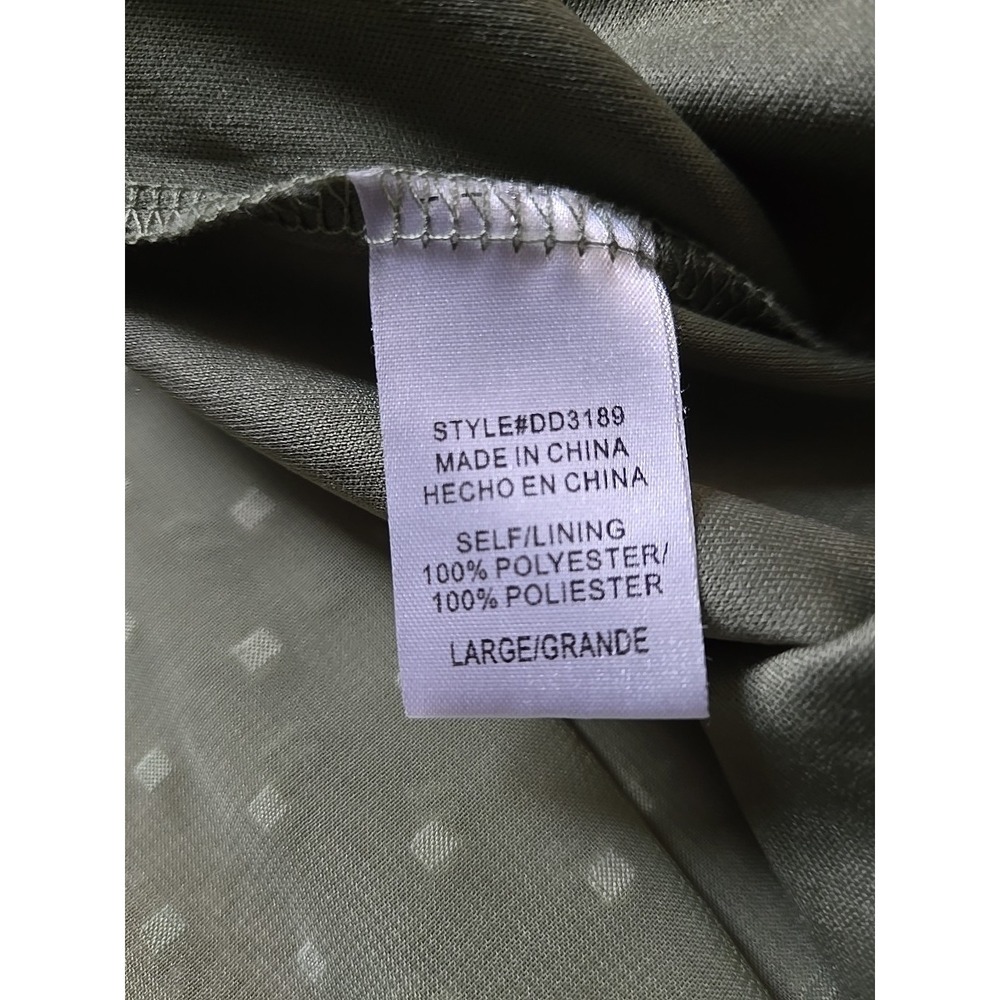 STYLE#DD3189
MADE IN CHINA
HECHO EN CHINA
SELF/LINING
100% POLYESTER/
100% POLIESTER
LARGE/GRANDE